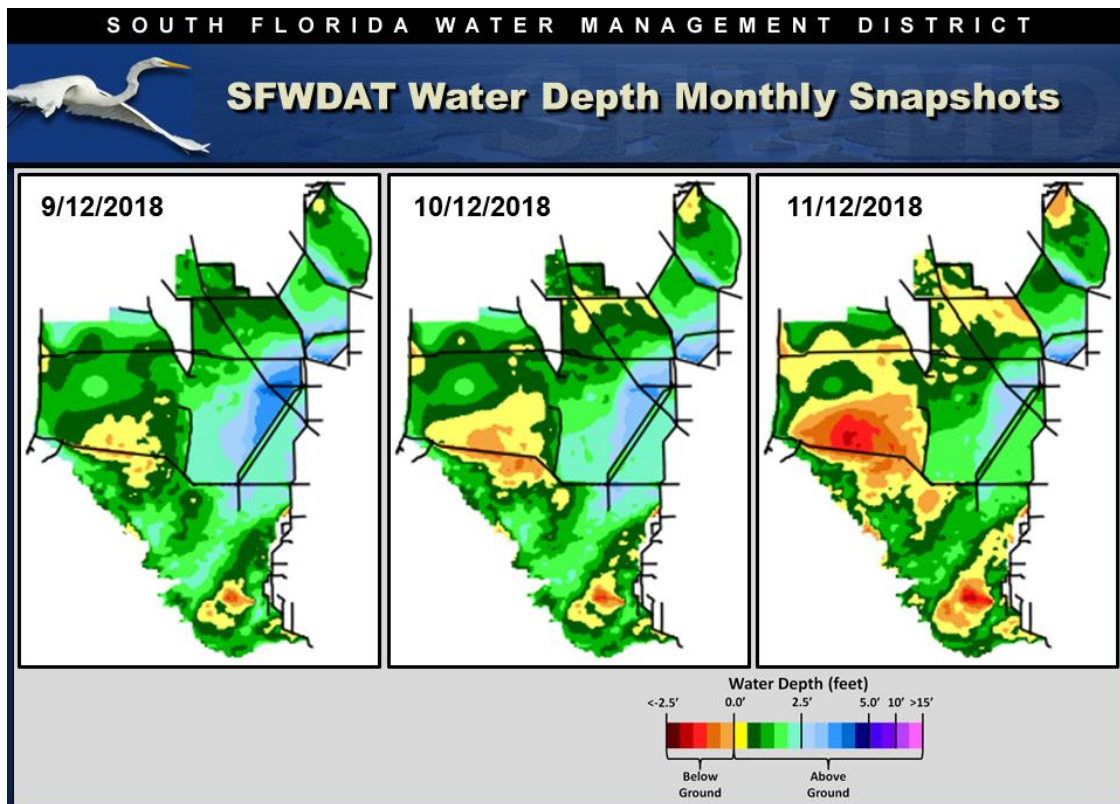 SOUTH FLORIDA WATER MANAGEMENT DISTRICT
SFWDAT Water Depth Monthly Snapshots
9/12/2018
10/12/2018
11/12/2018
Water Depth (feet)
<-2.5' 0.0' 2.5' 5.0' 10' >15'
Below Ground
Above Ground